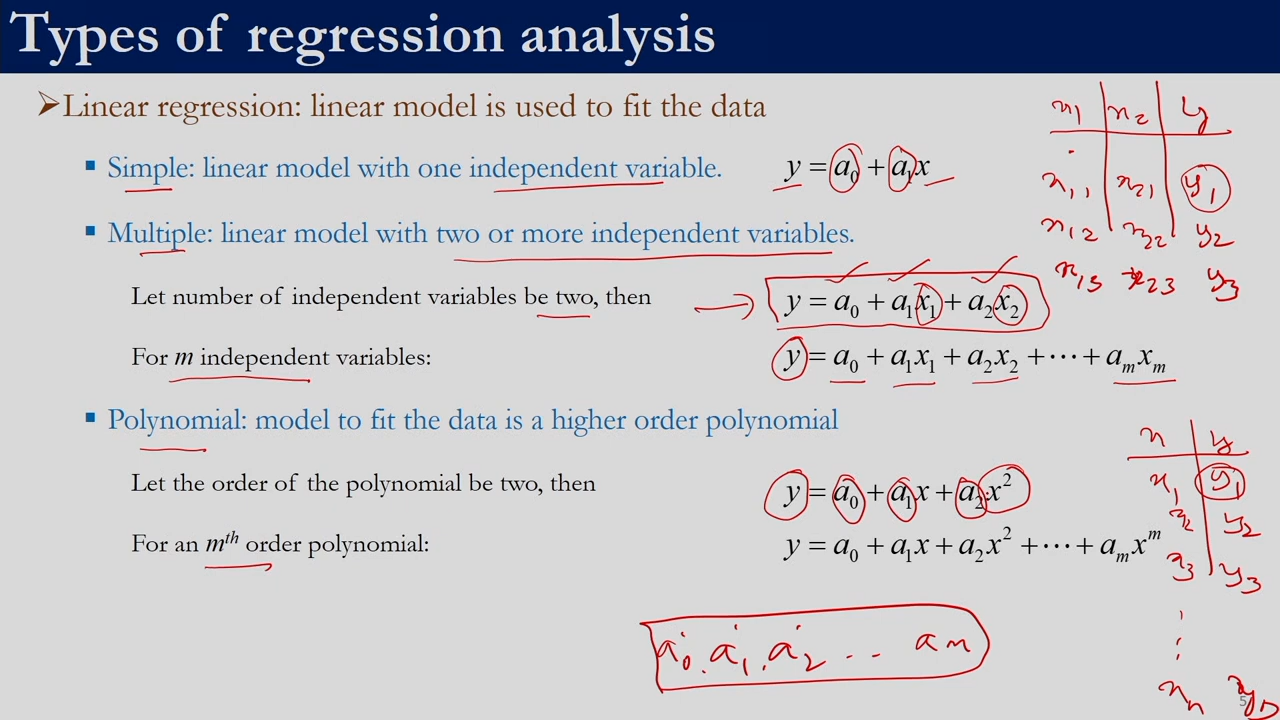 Types of regression analysis
➢Linear regression: linear model is used to fit the data
▪ Simple: linear model with one independent variable. y = a₀ + a₁x
▪ Multiple: linear model with two or more independent variables.
Let number of independent variables be two, then y = a₀ + a₁x₁ + a₂x₂
For m independent variables: y = a₀ + a₁x₁ + a₂x₂ + ⋯ + aₘxₘ
▪ Polynomial: model to fit the data is a higher order polynomial
Let the order of the polynomial be two, then y = a₀ + a₁x + a₂x²
For an mᵗʰ order polynomial: y = a₀ + a₁x + a₂x² + ⋯ + aₘxᵐ
x₁ x₂ y
x₁₁ x₂₁ y₁
x₁₂ x₂₂ y₂
x₁₃ x₂₃ y₃
x y
x₁ y₁
x₂ y₂
x₃ y₃
xₙ yₙ
a₀, a₁, a₂ ... am
5